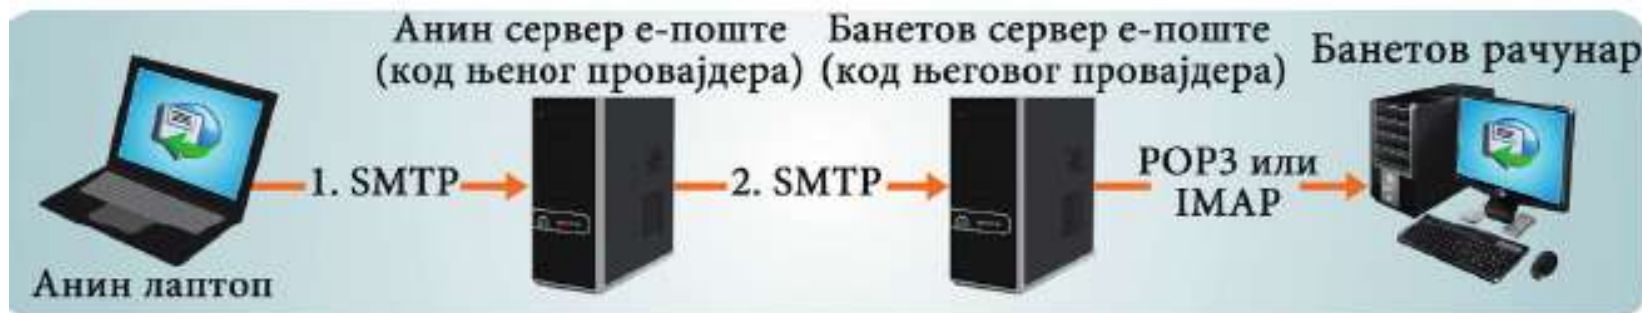 Анин сервер е-поште
(код њеног провајдера)
Банетов сервер е-поште
(код његовог провајдера)
Банетов рачунар
1. SMTP
2. SMTP
POP3 или
IMAP
Анин лаптоп